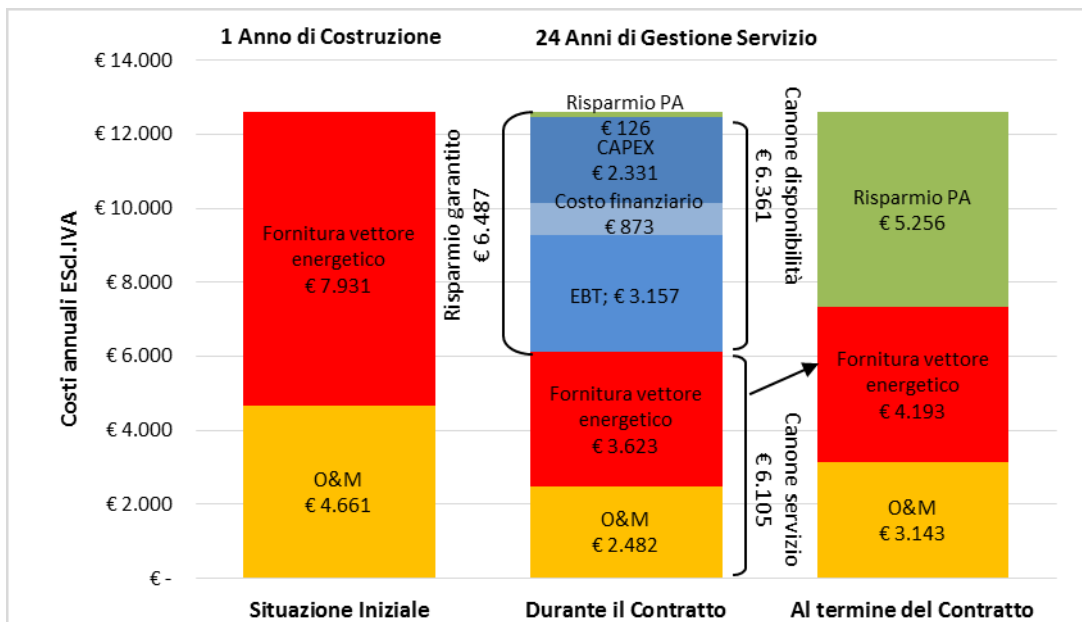 1 Anno di Costruzione
24 Anni di Gestione Servizio
Costi annuali EScl.IVA
€ 14.000
€ 12.000
€ 10.000
€ 8.000
€ 6.000
€ 4.000
€ 2.000
€ -
Fornitura vettore
energetico
€ 7.931
O&M
€ 4.661
Situazione Iniziale
Risparmio garantito
€ 6.487
Risparmio PA
€ 126
CAPEX
€ 2.331
Costo finanziario
€ 873
EBT; € 3.157
Fornitura vettore
energetico
€ 3.623
O&M
€ 2.482
Durante il Contratto
Canone disponibilità
€ 6.361
Canone servizio
€ 6.105
Risparmio PA
€ 5.256
Fornitura vettore
energetico
€ 4.193
O&M
€ 3.143
Al termine del Contratto